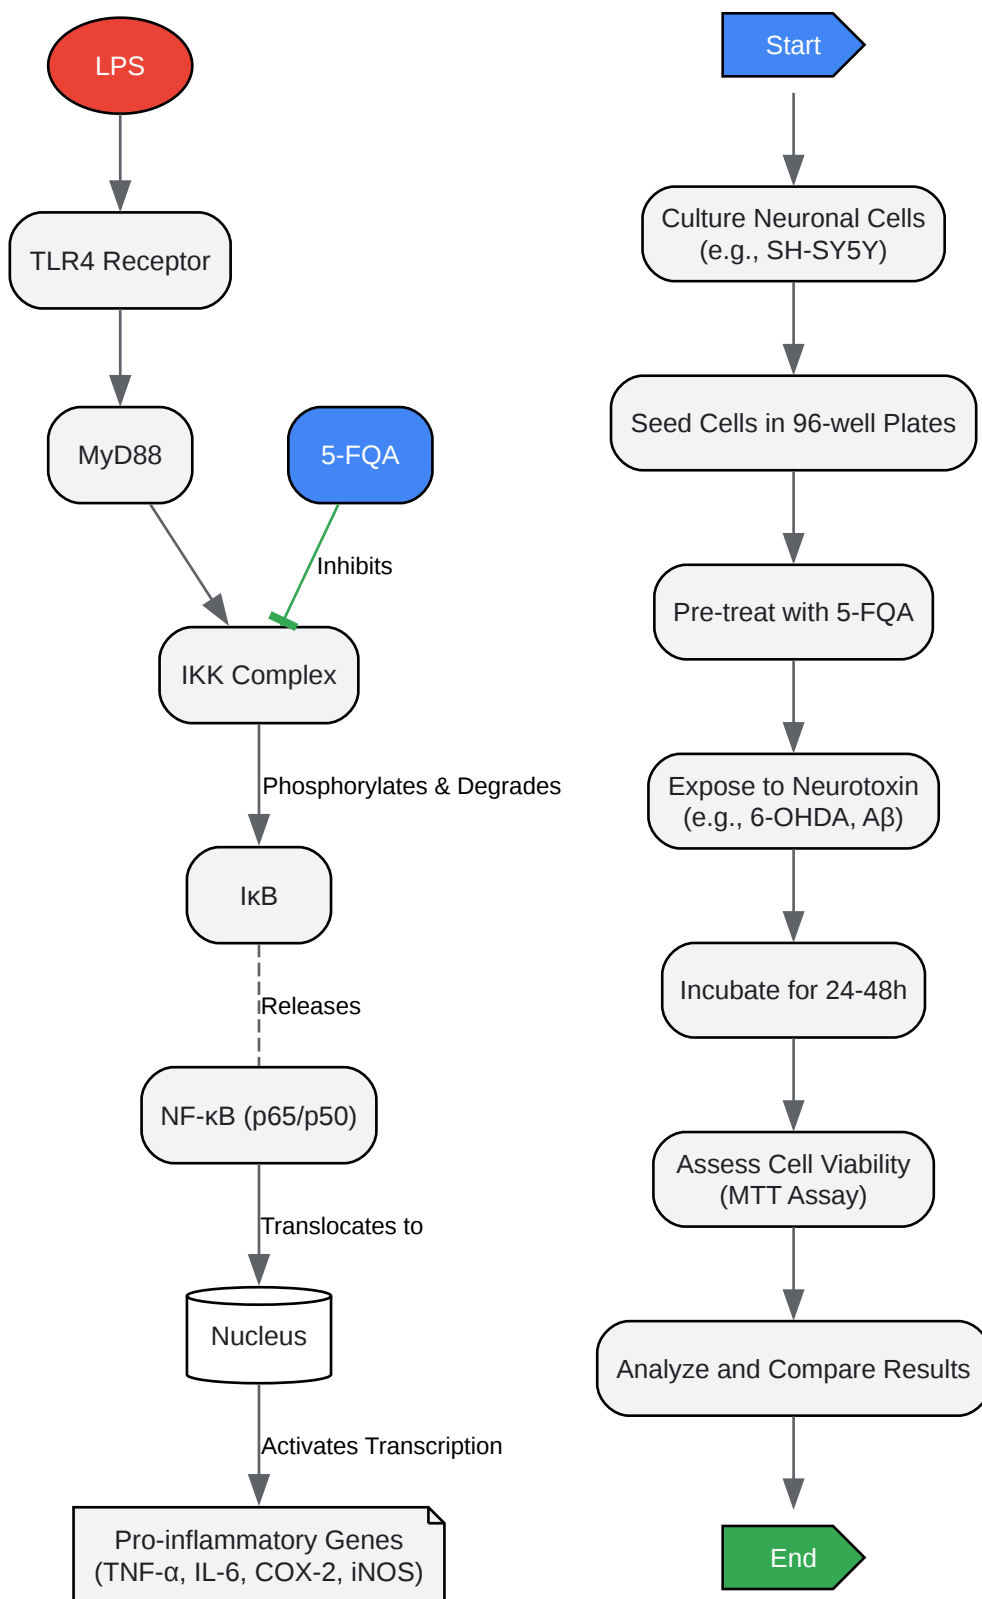 LPS
TLR4 Receptor
MyD88
5-FQA
Inhibits
IKK Complex
Phosphorylates & Degrades
IκB
Releases
NF-κB (p65/p50)
Translocates to
Nucleus
Activates Transcription
Pro-inflammatory Genes
(TNF-α, IL-6, COX-2, iNOS)
Start
Culture Neuronal Cells
(e.g., SH-SY5Y)
Seed Cells in 96-well Plates
Pre-treat with 5-FQA
Expose to Neurotoxin
(e.g., 6-OHDA, Aβ)
Incubate for 24-48h
Assess Cell Viability
(MTT Assay)
Analyze and Compare Results
End